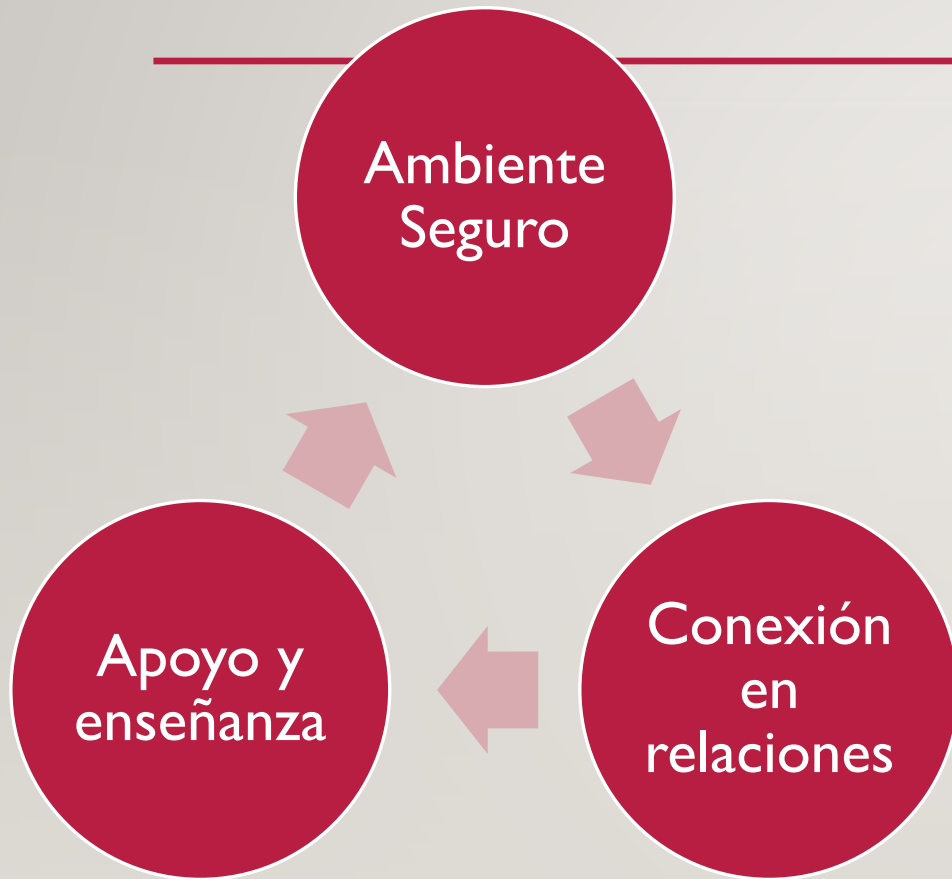 Ambiente
Seguro
Conexión
en
relaciones
Apoyo y
enseñanza